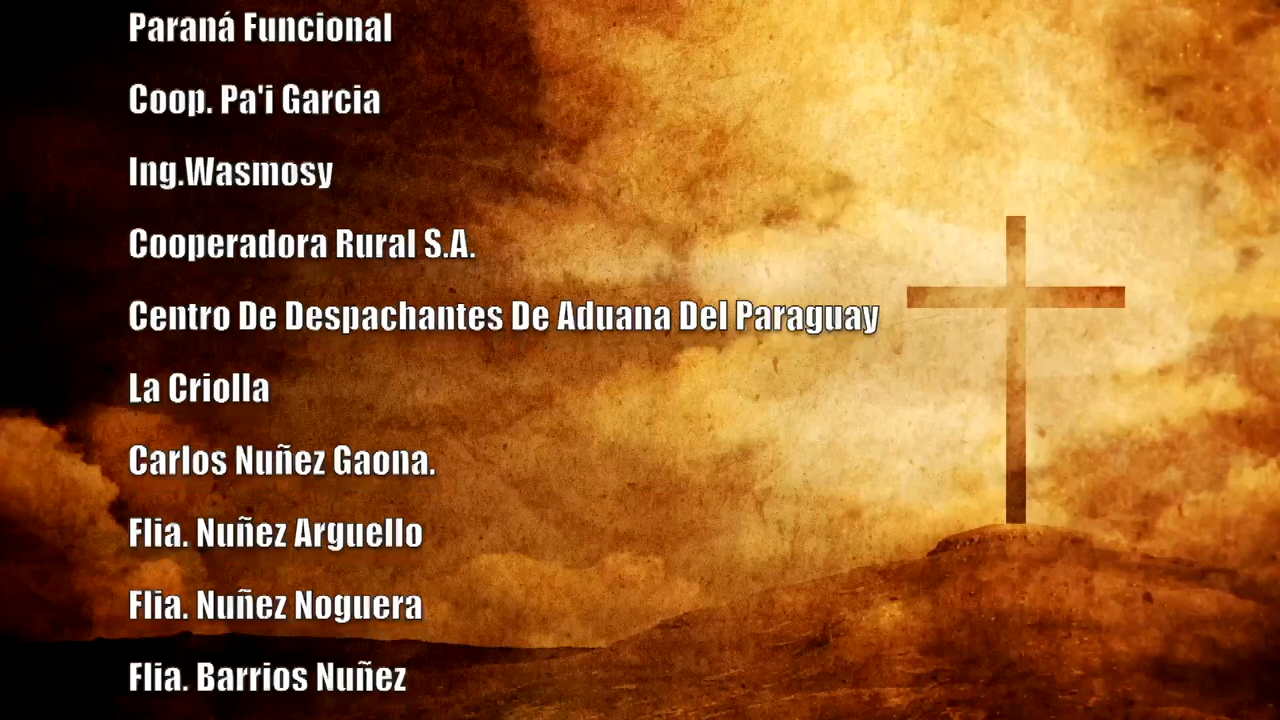 Paraná Funcional
Coop. Pa'i Garcia
Ing.Wasmosy
Cooperadora Rural S.A.
Centro De Despachantes De Aduana Del Paraguay
La Criolla
Carlos Nuñez Gaona.
Flia. Nuñez Arguello
Flia. Nuñez Noguera
Flia. Barrios Nuñez